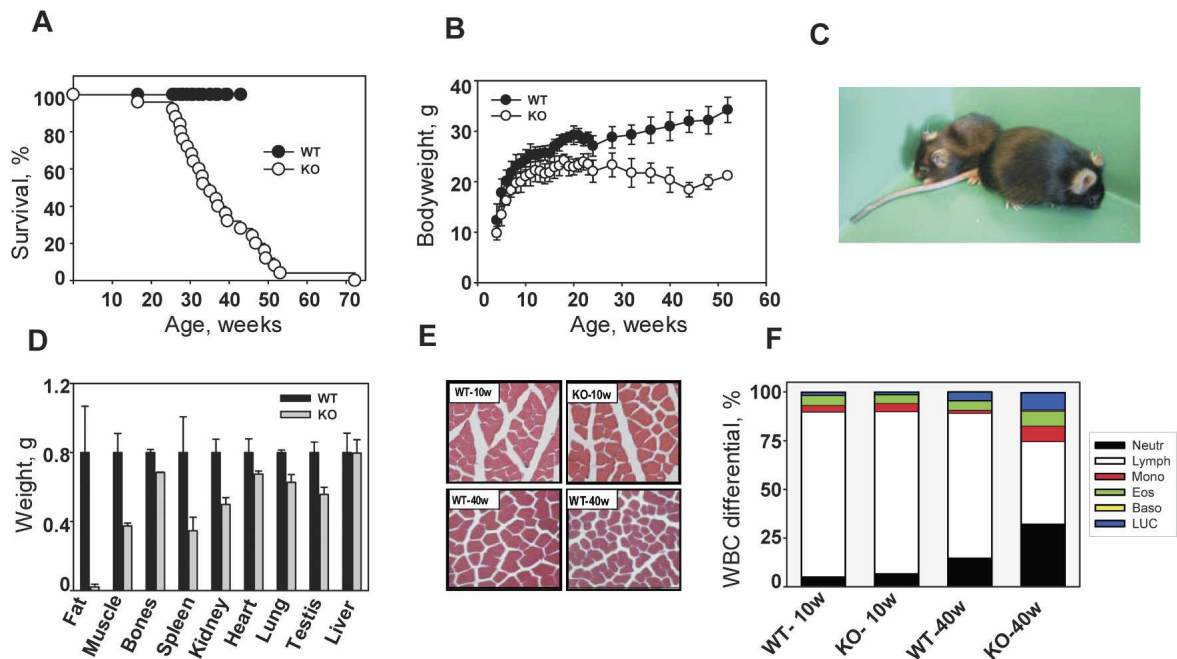 A
Survival, %
100
80
60
40
20
0
WT
KO
10 20 30 40 50 60 70
Age, weeks
B
Bodyweight, g
40
30
20
10
0
WT
KO
0 20 40 60
Age, weeks
C
D
Weight, g
1.2
0.8
0.4
0
WT
KO
Fat
Muscle
Bones
Spleen
Kidney
Heart
Lung
Testis
Liver
E
WT-10w
KO-10w
WT-40w
WT-40w
F
WBC differential, %
100
75
50
25
0
WT- 10w
KO- 10w
WT-40w
KO-40w
Neutr
Lymph
Mono
Eos
Baso
LUC